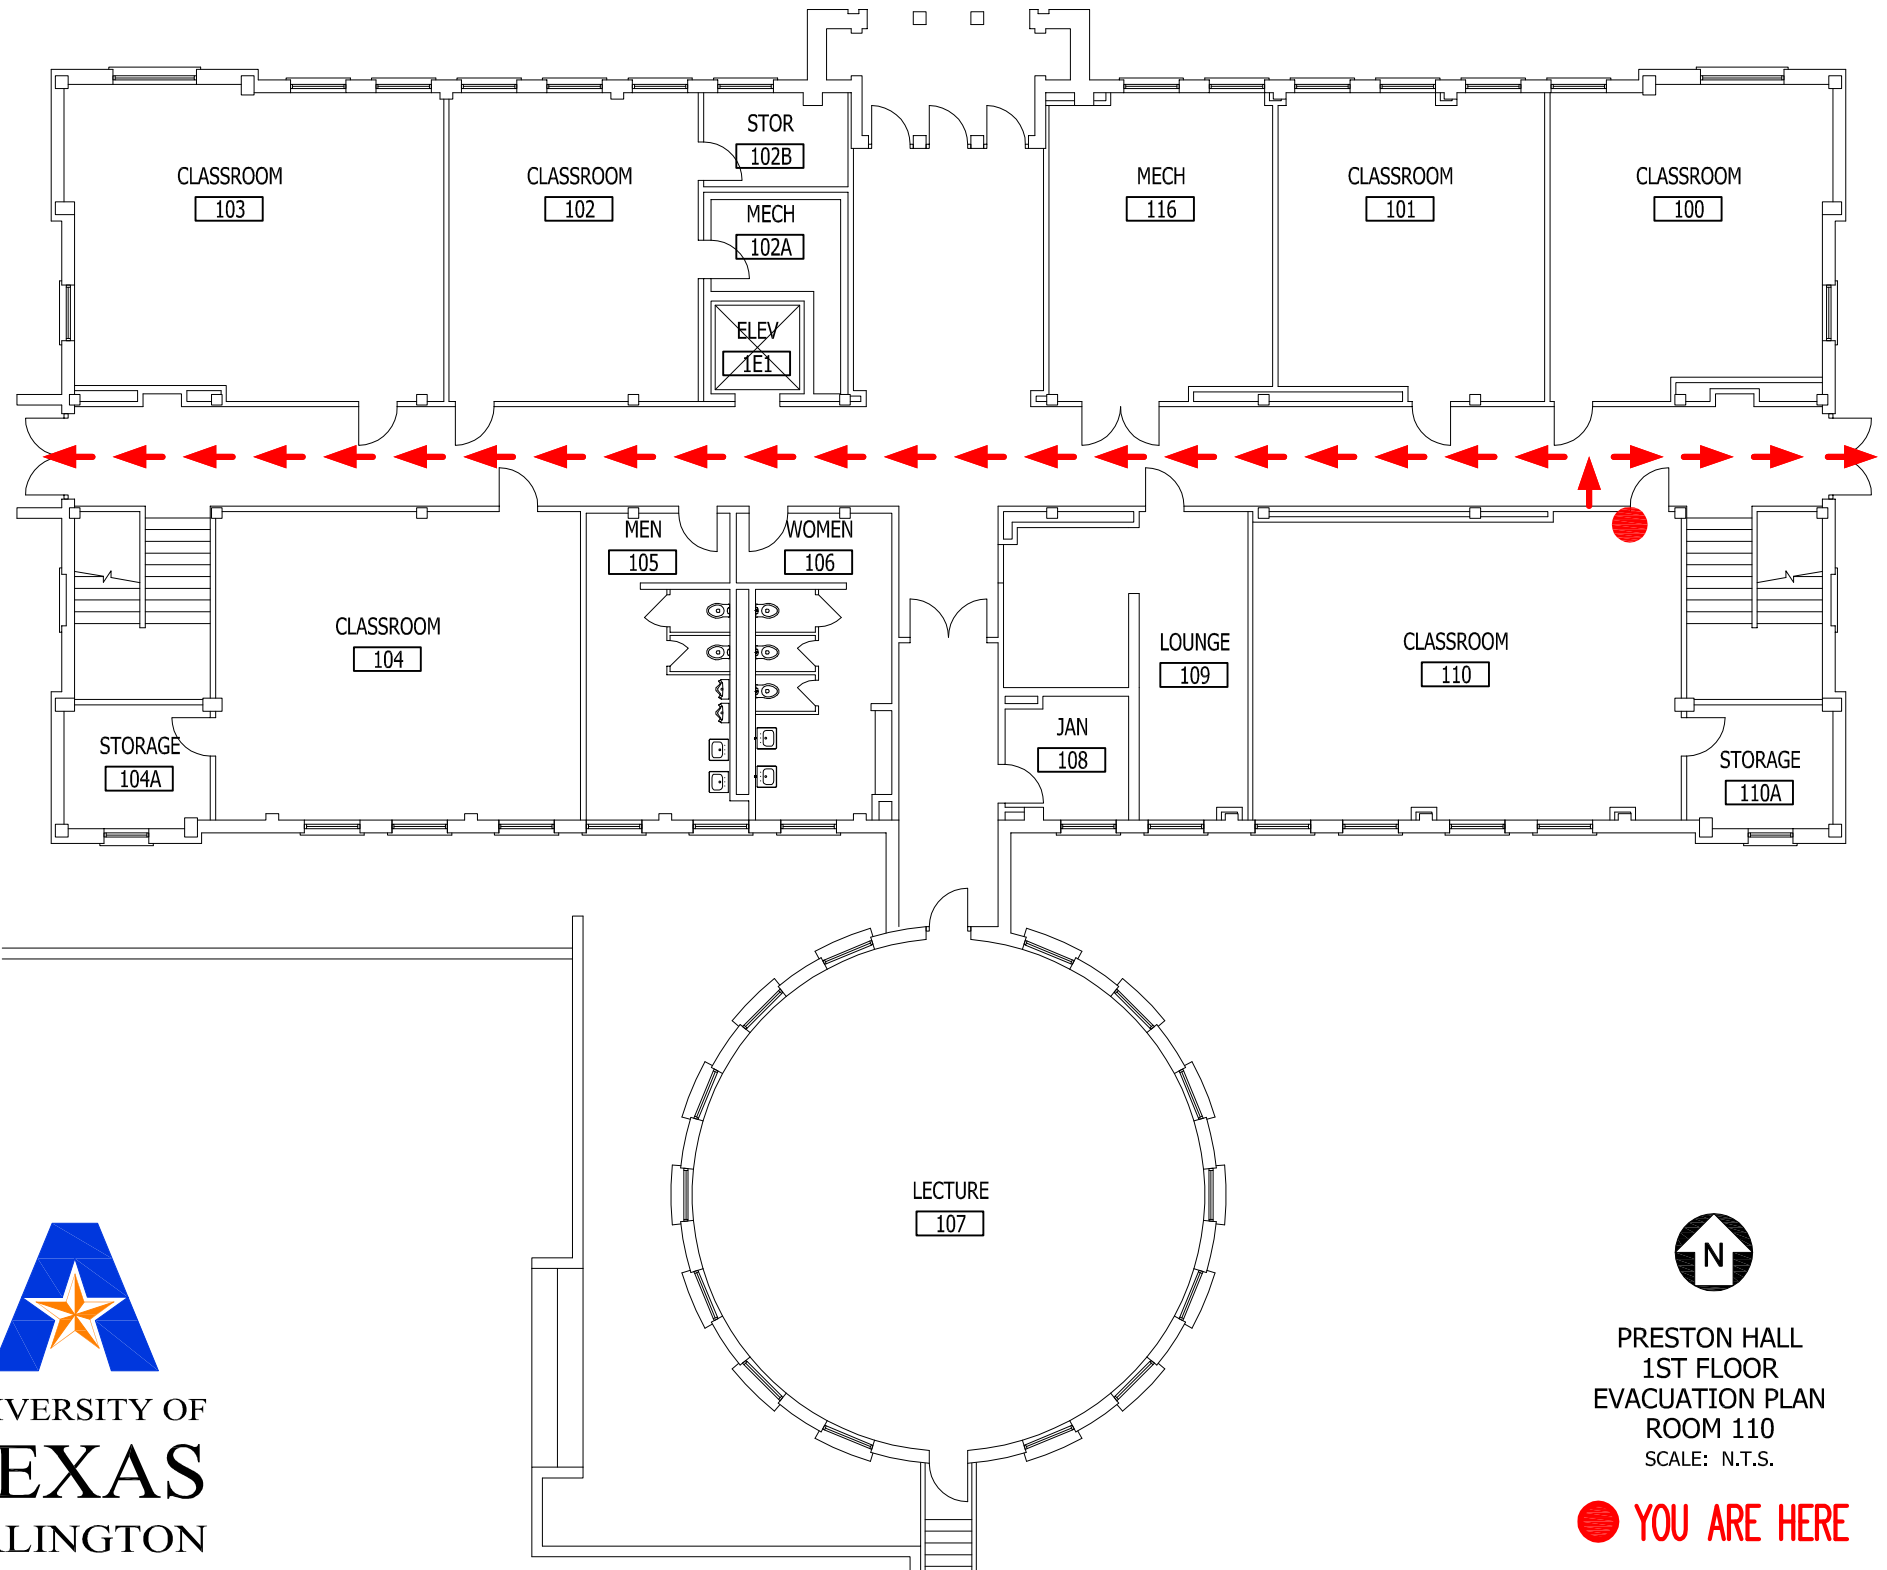 STOR
102B
CLASSROOM
103
CLASSROOM
102
MECH
102A
MECH
116
CLASSROOM
101
CLASSROOM
100
ELEV
1E1
MEN
105
WOMEN
106
CLASSROOM
104
LOUNGE
109
CLASSROOM
110
JAN
108
STORAGE
104A
STORAGE
110A
LECTURE
107
N
PRESTON HALL
1ST FLOOR
EVACUATION PLAN
ROOM 110
SCALE: N.T.S.
YOU ARE HERE
IVERSITY OF
EXAS
LINGTON